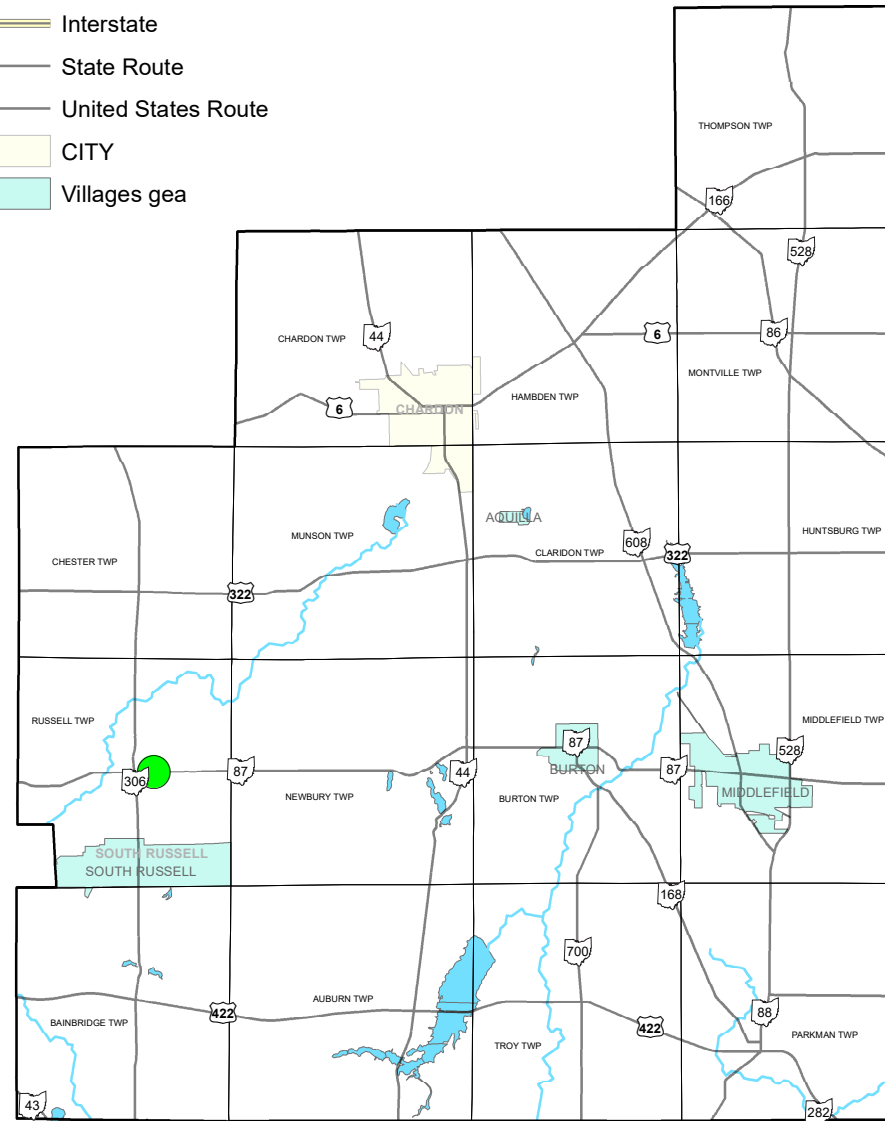 Interstate
State Route
United States Route
CITY
Villages gea
THOMPSON TWP
166
528
CHARDON TWP
44
6
86
MONTVILLE TWP
HAMBDEN TWP
6
CHARDON
AQUILLA
MUNSON TWP
HUNTSBURG TWP
608
CLARIDON TWP
322
CHESTER TWP
322
RUSSELL TWP
MIDDLEFIELD TWP
87
528
306
87
44
BURTON
87
NEWBURY TWP
BURTON TWP
MIDDLEFIELD
SOUTH RUSSELL
SOUTH RUSSELL
168
700
AUBURN TWP
422
88
BAINBRIDGE TWP
422
PARKMAN TWP
TROY TWP
43
282